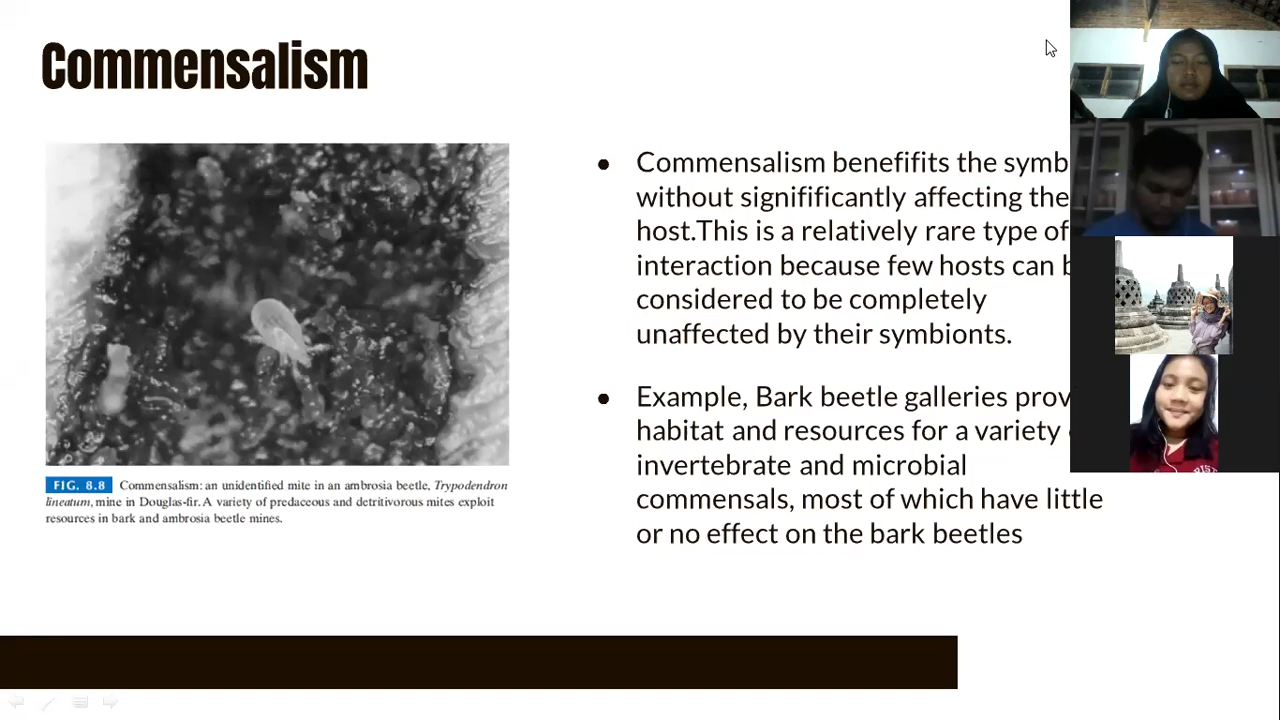 Commensalism
Commensalism benefifits the symb
without signifificantly affecting the
host.This is a relatively rare type of
interaction because few hosts can b
considered to be completely
unaffected by their symbionts.
Example, Bark beetle galleries prov
habitat and resources for a variety
invertebrate and microbial
commensals, most of which have little
or no effect on the bark beetles
FIG. 8.8 Commensalism: an unidentified mite in an ambrosia beetle, Trypodendron
lineatum, mine in Douglas-fir. A variety of predaceous and detritivorous mites exploit
resources in bark and ambrosia beetle mines.